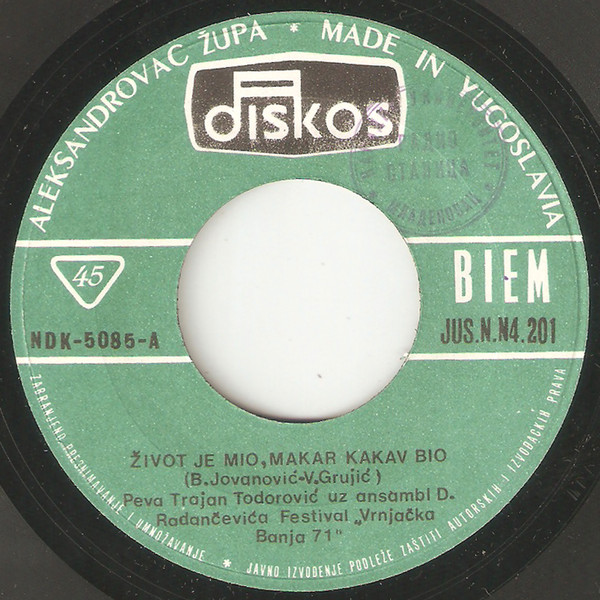 ALEKSANDROVAC ŽUPA * MADE IN YUGOSLAVIA
diskos
45
BIEM
NDK-5085-A
JUS.N.N4.201
ŽIVOT JE MIO, MAKAR KAKAV BIO
(B.Jovanović-V.Grujić)
Peva Trajan Todorović uz ansambl D.
Radančevića Festival „Vrnjačka
Banja 71"
ZABRANJENO PRESNIMAVANJE I UMNOŽAVANJE * JAVNO IZVOĐENJE PODLEŽE ZAŠTITI AUTORSKIH I IZVOĐAČKIH PRAVA